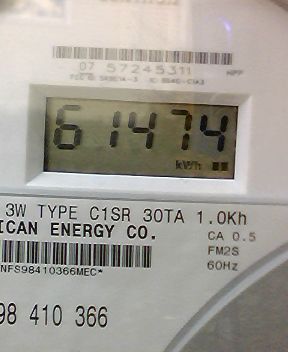 07 57245311 NPP
61474
kWh
3W TYPE C1SR 30TA 1.0Kh
ICAN ENERGY CO.
CA 0.5
FM2S
60Hz
NFS98410366MEC*
98 410 366